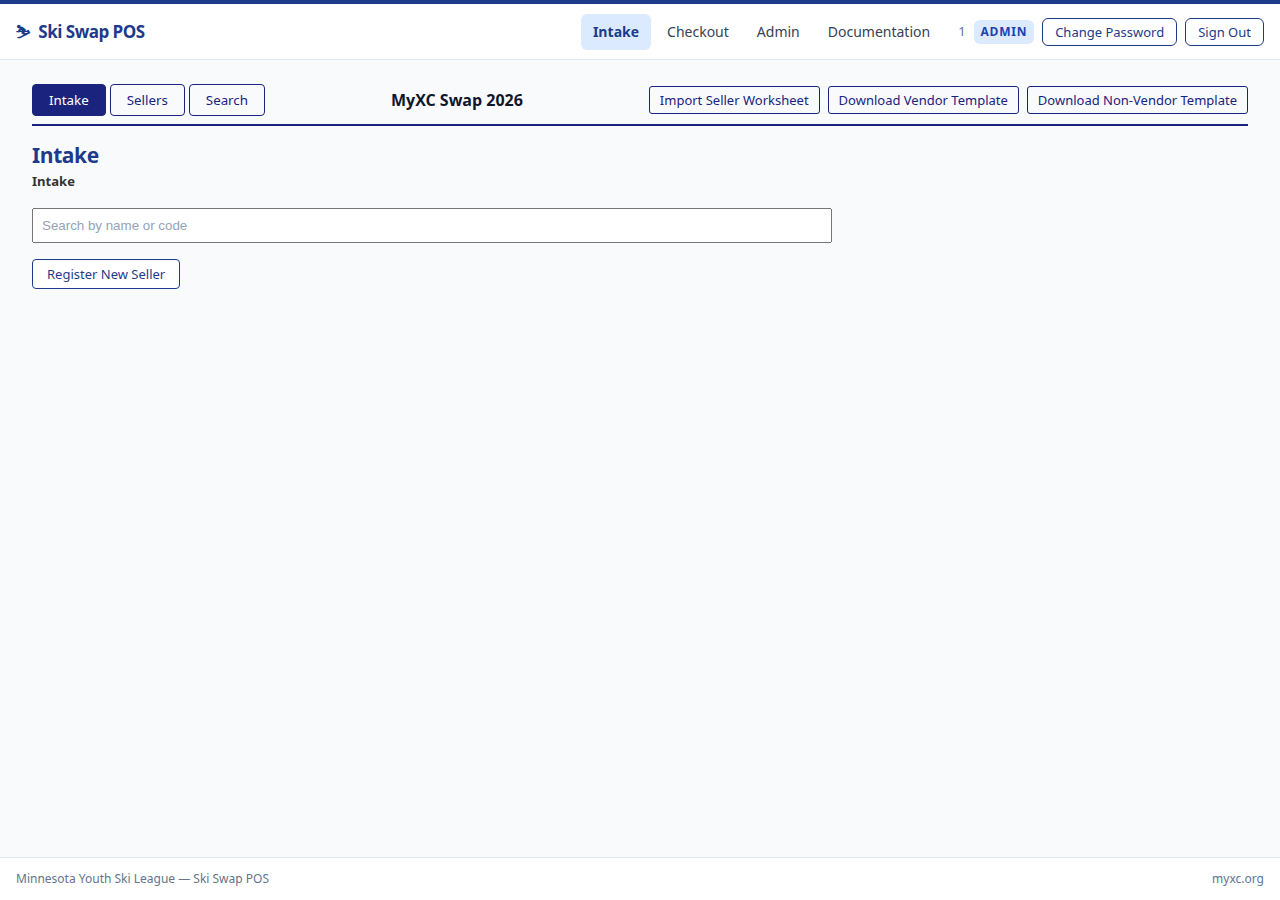 ⛷ Ski Swap POS
Intake Checkout Admin Documentation 1 ADMIN Change Password Sign Out
Intake Sellers Search MyXC Swap 2026 Import Seller Worksheet Download Vendor Template Download Non-Vendor Template
Intake
Intake
Search by name or code
Register New Seller
Minnesota Youth Ski League — Ski Swap POS myxc.org